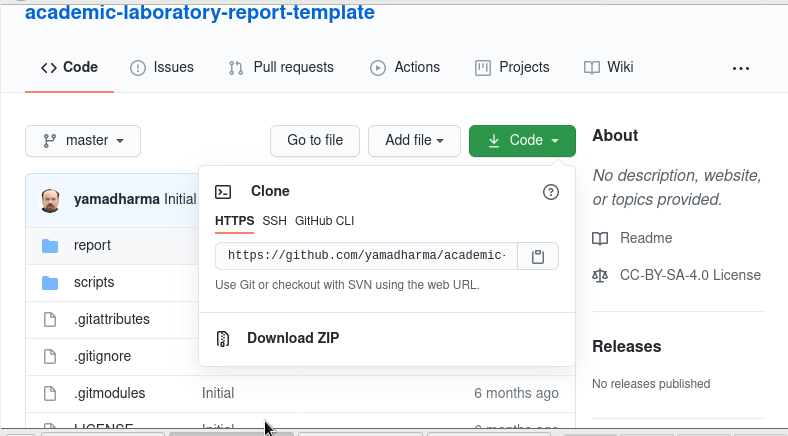 academic-laboratory-report-template
Code Issues Pull requests Actions Projects Wiki ...
master Go to file Add file Code
About
No description, website,
or topics provided.
Readme
CC-BY-SA-4.0 License
Releases
No releases published
yamadharma Initial
Clone
HTTPS SSH GitHub CLI
https://github.com/yamadharma/academic-
Use Git or checkout with SVN using the web URL.
Download ZIP
report
scripts
.gitattributes
.gitignore
.gitmodules Initial 6 months ago
LICENSE Initial 6 months ago